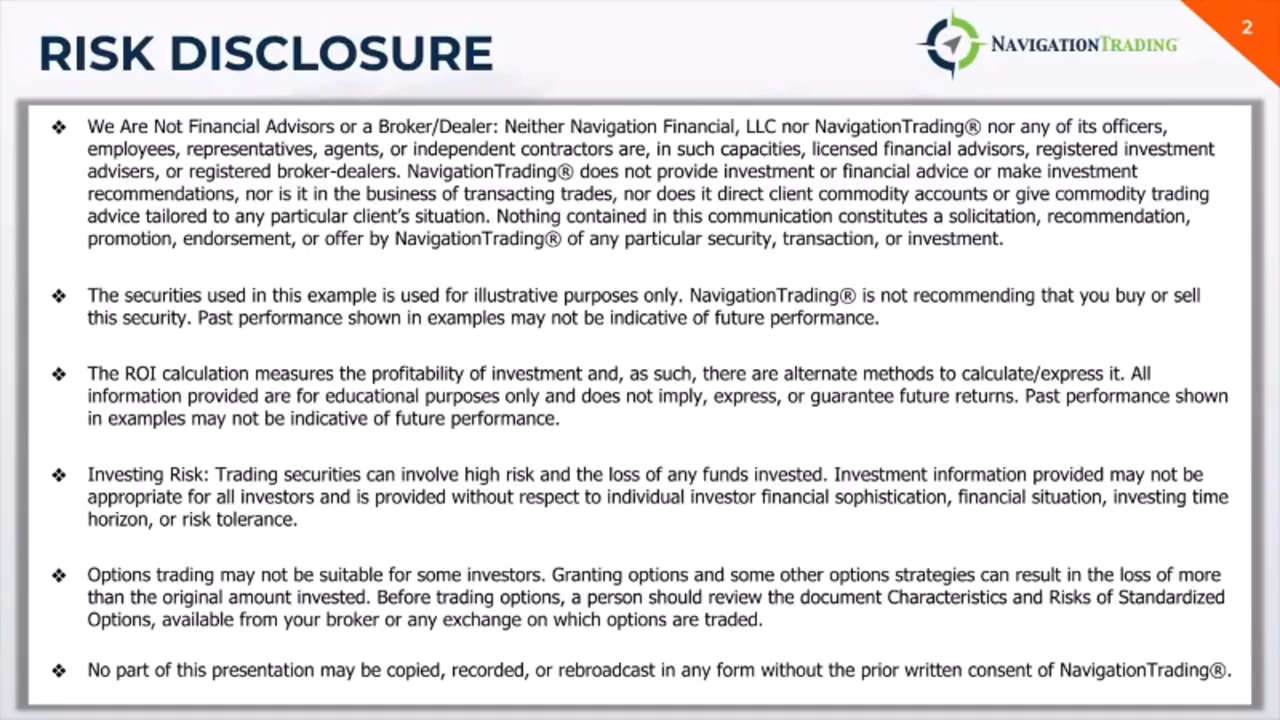 RISK DISCLOSURE
NAVIGATIONTRADING
2
❖ We Are Not Financial Advisors or a Broker/Dealer: Neither Navigation Financial, LLC nor NavigationTrading® nor any of its officers,
employees, representatives, agents, or independent contractors are, in such capacities, licensed financial advisors, registered investment
advisers, or registered broker-dealers. NavigationTrading® does not provide investment or financial advice or make investment
recommendations, nor is it in the business of transacting trades, nor does it direct client commodity accounts or give commodity trading
advice tailored to any particular client's situation. Nothing contained in this communication constitutes a solicitation, recommendation,
promotion, endorsement, or offer by NavigationTrading® of any particular security, transaction, or investment.
❖ The securities used in this example is used for illustrative purposes only. NavigationTrading® is not recommending that you buy or sell
this security. Past performance shown in examples may not be indicative of future performance.
❖ The ROI calculation measures the profitability of investment and, as such, there are alternate methods to calculate/express it. All
information provided are for educational purposes only and does not imply, express, or guarantee future returns. Past performance shown
in examples may not be indicative of future performance.
❖ Investing Risk: Trading securities can involve high risk and the loss of any funds invested. Investment information provided may not be
appropriate for all investors and is provided without respect to individual investor financial sophistication, financial situation, investing time
horizon, or risk tolerance.
❖ Options trading may not be suitable for some investors. Granting options and some other options strategies can result in the loss of more
than the original amount invested. Before trading options, a person should review the document Characteristics and Risks of Standardized
Options, available from your broker or any exchange on which options are traded.
❖ No part of this presentation may be copied, recorded, or rebroadcast in any form without the prior written consent of NavigationTrading®.